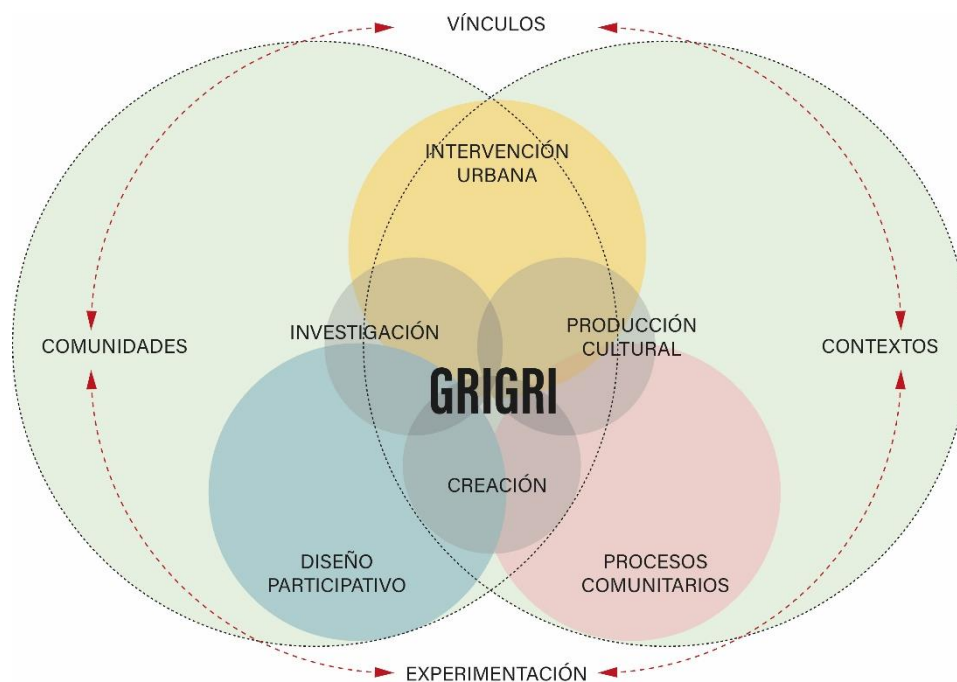 VÍNCULOS
INTERVENCIÓN
URBANA
INVESTIGACIÓN
PRODUCCIÓN
CULTURAL
COMUNIDADES
CONTEXTOS
GRIGRI
CREACIÓN
DISEÑO
PARTICIPATIVO
PROCESOS
COMUNITARIOS
EXPERIMENTACIÓN